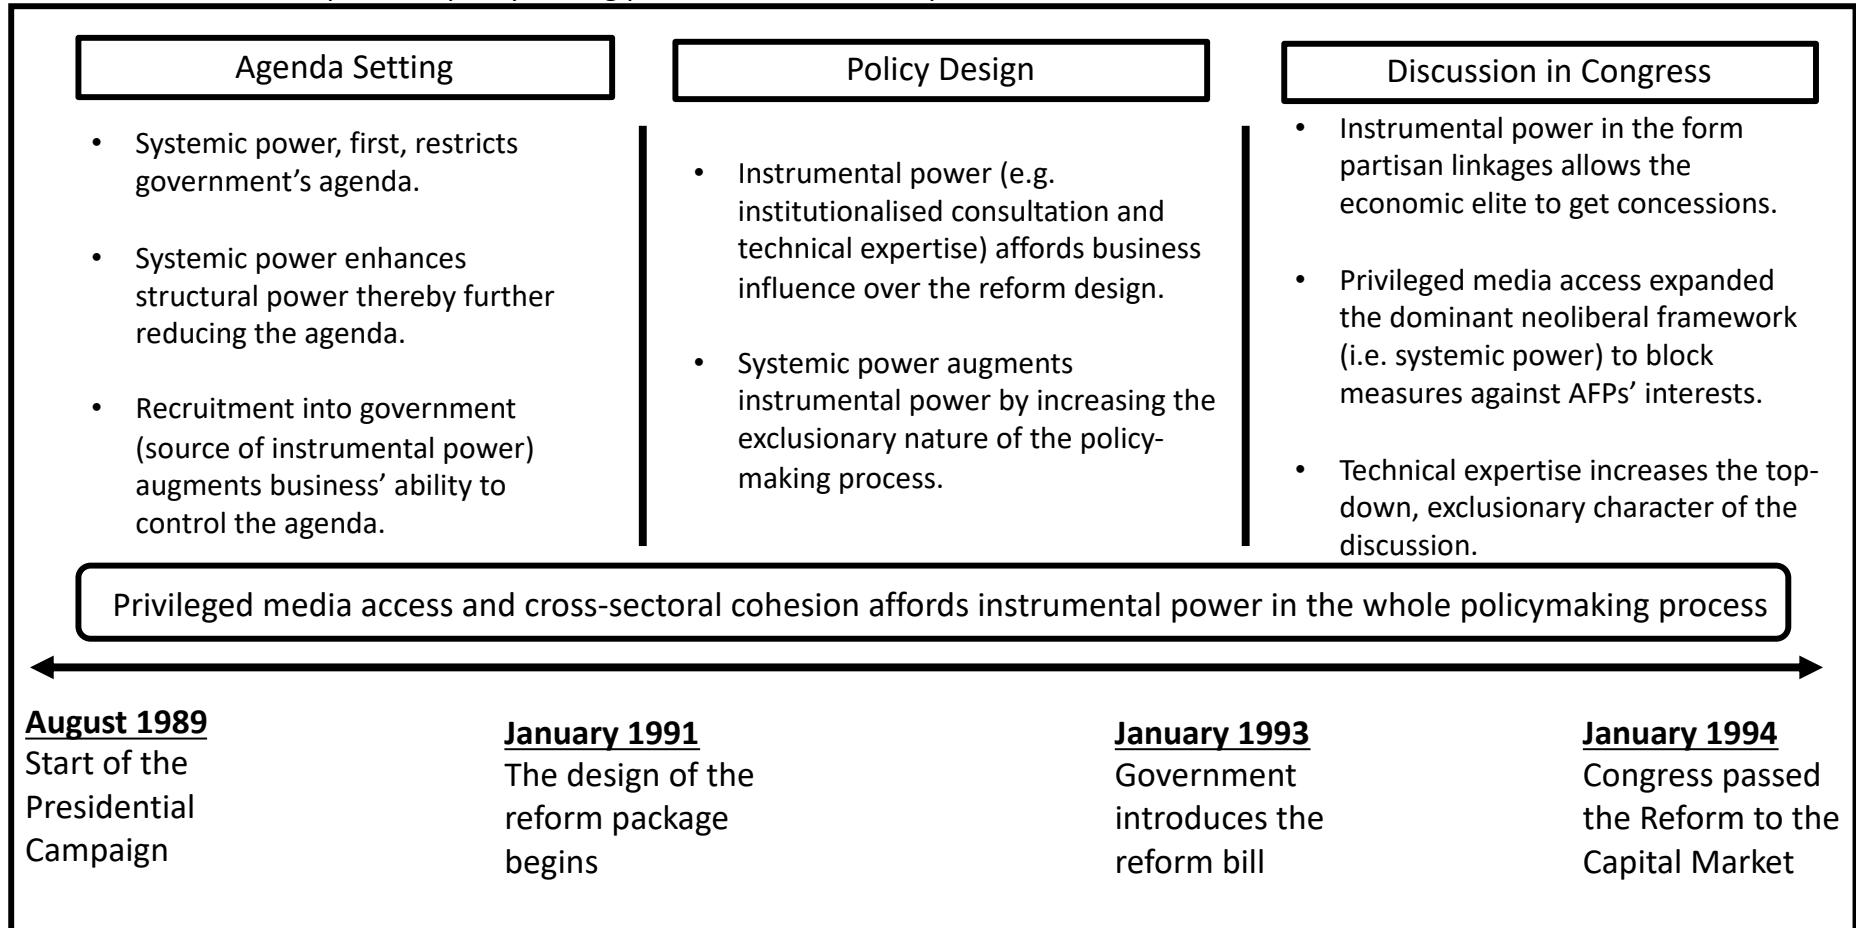 Agenda Setting
• Systemic power, first, restricts
government's agenda.
• Systemic power enhances
structural power thereby further
reducing the agenda.
• Recruitment into government
(source of instrumental power)
augments business' ability to
control the agenda.
Policy Design
• Instrumental power (e.g.
institutionalised consultation and
technical expertise) affords business
influence over the reform design.
• Systemic power augments
instrumental power by increasing the
exclusionary nature of the policy-
making process.
Discussion in Congress
• Instrumental power in the form
partisan linkages allows the
economic elite to get concessions.
• Privileged media access expanded
the dominant neoliberal framework
(i.e. systemic power) to block
measures against AFPs' interests.
• Technical expertise increases the top-
down, exclusionary character of the
discussion.
Privileged media access and cross-sectoral cohesion affords instrumental power in the whole policymaking process
August 1989
Start of the
Presidential
Campaign
January 1991
The design of the
reform package
begins
January 1993
Government
introduces the
reform bill
January 1994
Congress passed
the Reform to the
Capital Market